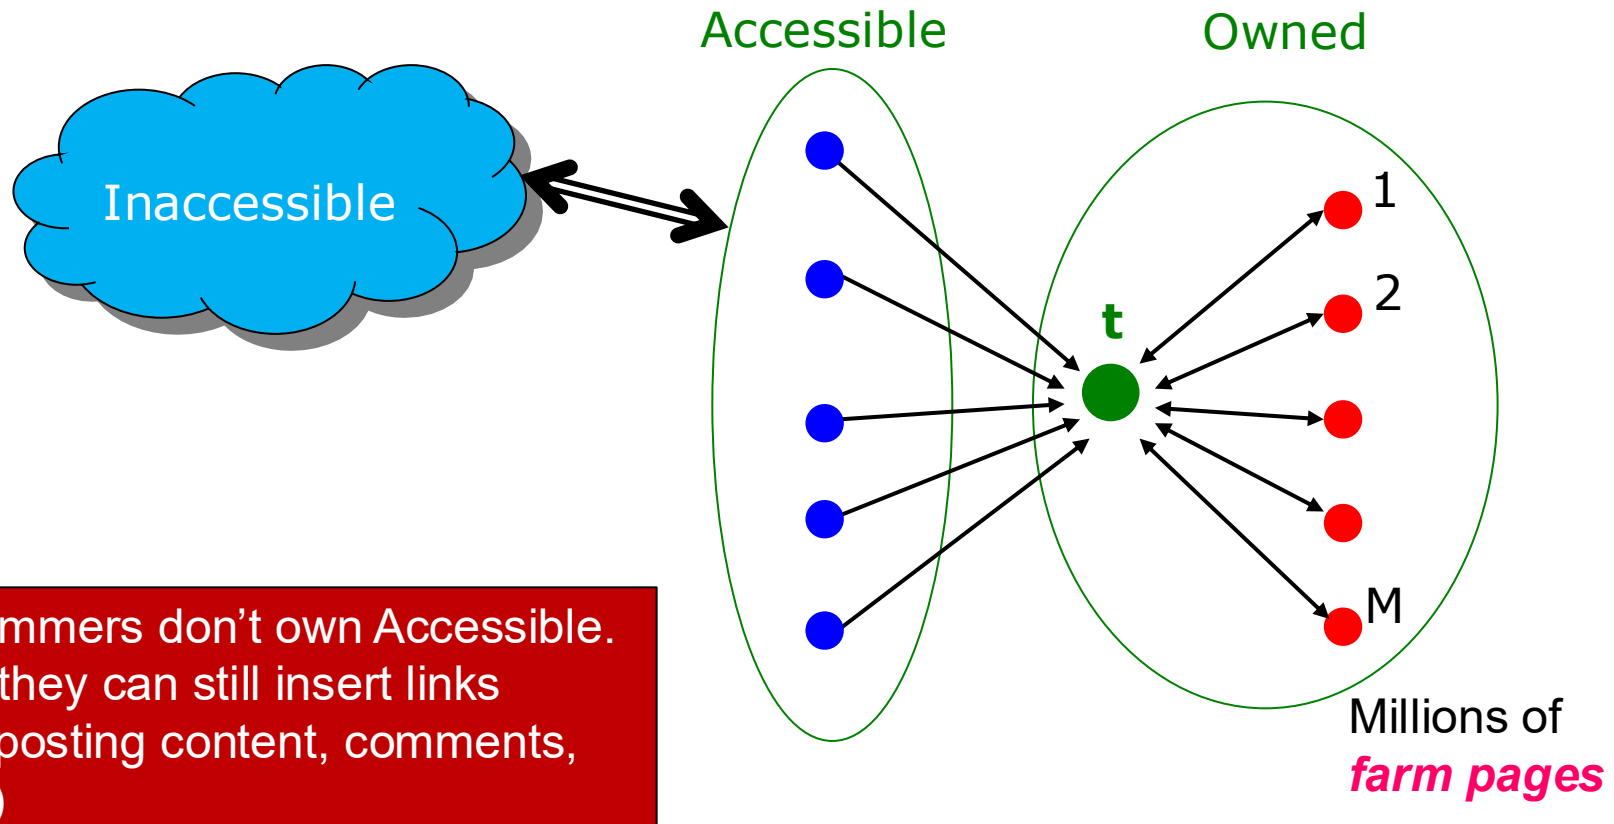 Accessible
Owned
Inaccessible
1
2
t
M
mmers don’t own Accessible.
they can still insert links
posting content, comments,
)
Millions of
farm pages